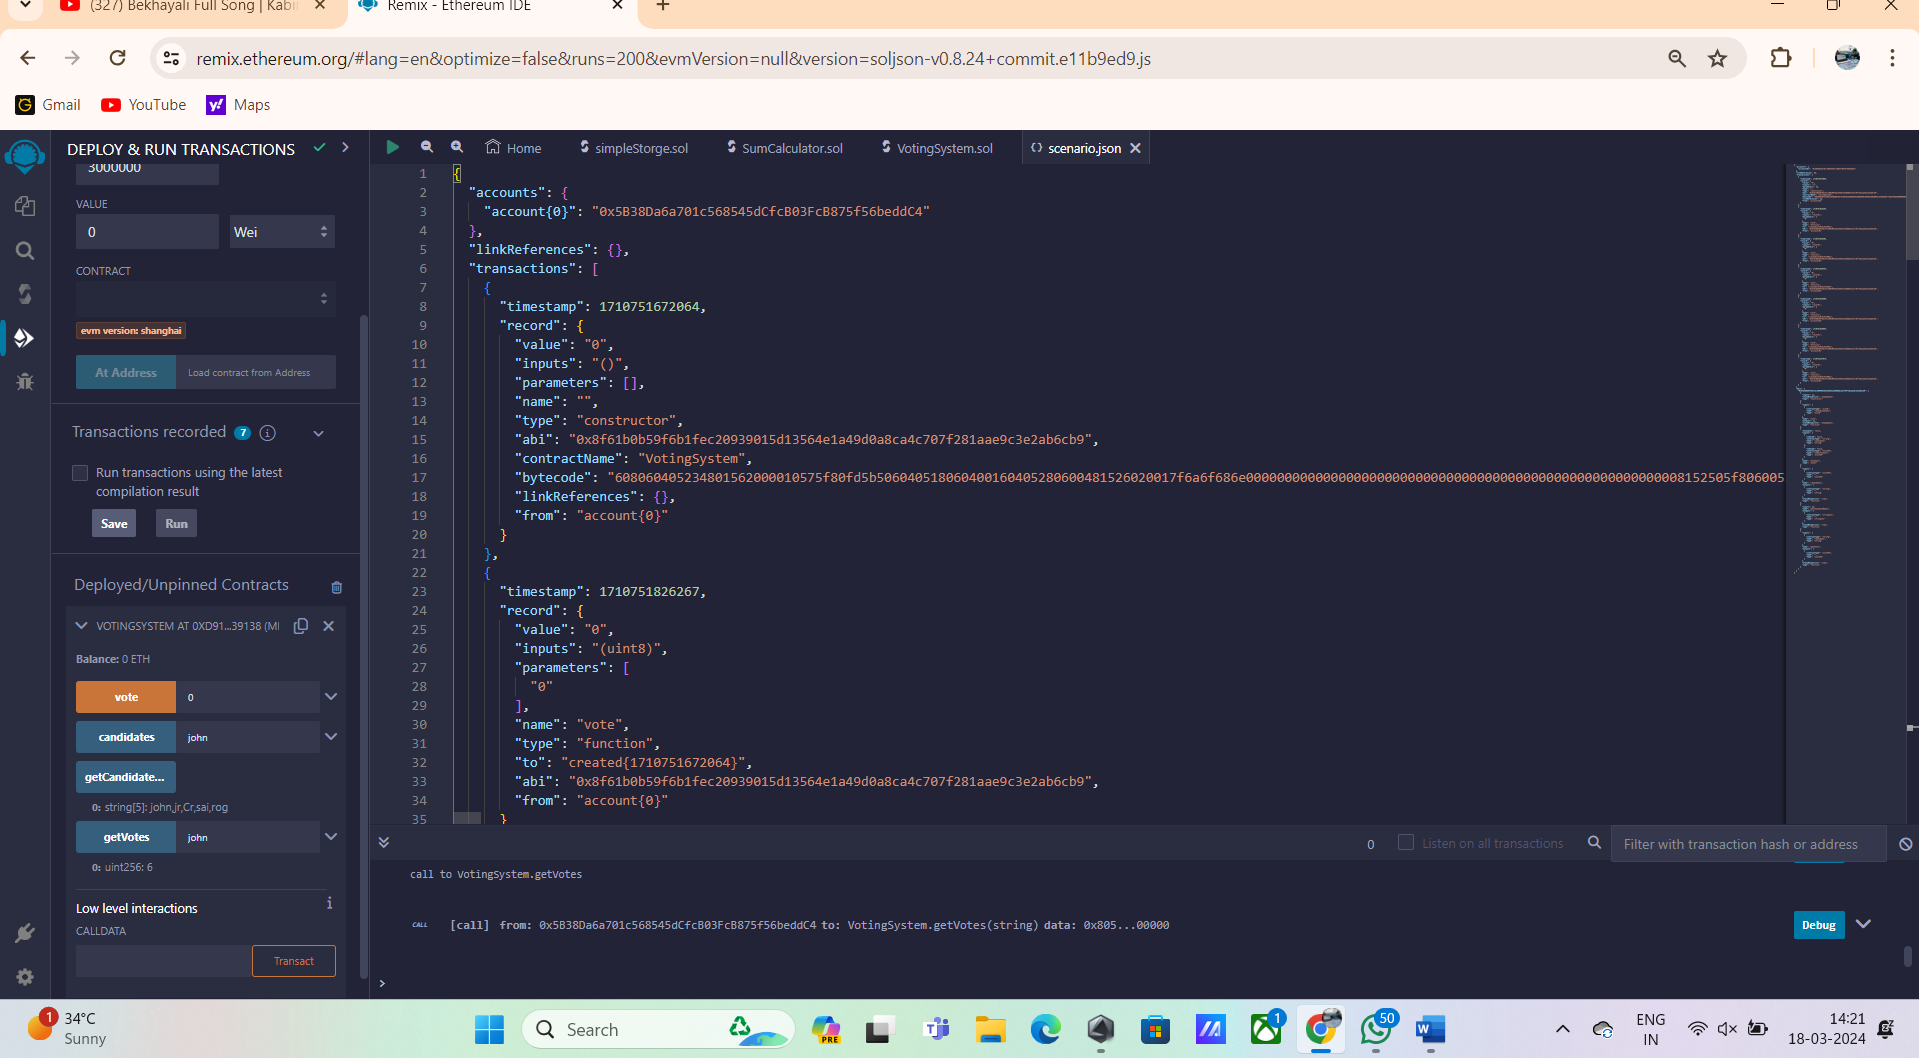 (327) Bekhayali Full Song | Kabi
Remix - Ethereum IDE
remix.ethereum.org/#lang=en&optimize=false&runs=200&evmVersion=null&version=soljson-v0.8.24+commit.e11b9ed9.js
Gmail
YouTube
Maps
DEPLOY & RUN TRANSACTIONS
3000000
VALUE
0
Wei
CONTRACT
evm version: shanghai
At Address
Load contract from Address
Transactions recorded 7
Run transactions using the latest
compilation result
Save
Run
Deployed/Unpinned Contracts
VOTINGSYSTEM AT 0XD91...39138 (MI
Balance: 0 ETH
vote
0
candidates
john
getCandidate...
0: string[5]: john,jr,Cr,sai,rog
getVotes
john
0: uint256: 6
Low level interactions
CALLDATA
Transact
Home
simpleStorge.sol
SumCalculator.sol
VotingSystem.sol
scenario.json
1 {
2 "accounts": {
3 "account{0}": "0x5B38Da6a701c568545dCfcB03FcB875f56beddC4"
4 },
5 "linkReferences": {},
6 "transactions": [
7 {
8 "timestamp": 1710751672064,
9 "record": {
10 "value": "0",
11 "inputs": "()",
12 "parameters": [],
13 "name": "",
14 "type": "constructor",
15 "abi": "0x8f61b0b59f6b1fec20939015d13564e1a49d0a8ca4c707f281aae9c3e2ab6cb9",
16 "contractName": "VotingSystem",
17 "bytecode":
18 "linkReferences": {},
19 "from": "account{0}"
20 }
21 },
22 {
23 "timestamp": 1710751826267,
24 "record": {
25 "value": "0",
26 "inputs": "(uint8)",
27 "parameters": [
28 "0"
29 ],
30 "name": "vote",
31 "type": "function",
32 "to": "created{1710751672064}",
33 "abi": "0x8f61b0b59f6b1fec20939015d13564e1a49d0a8ca4c707f281aae9c3e2ab6cb9",
34 "from": "account{0}"
35 }
0
Listen on all transactions
Filter with transaction hash or address
call to VotingSystem.getVotes
CALL [call] from: 0x5B38Da6a701c568545dCfcB03FcB875f56beddC4 to: VotingSystem.getVotes(string) data: 0x805...00000
Debug
>
1
34°C
Sunny
Search
PRE
1
50
ENG
IN
14:21
18-03-2024